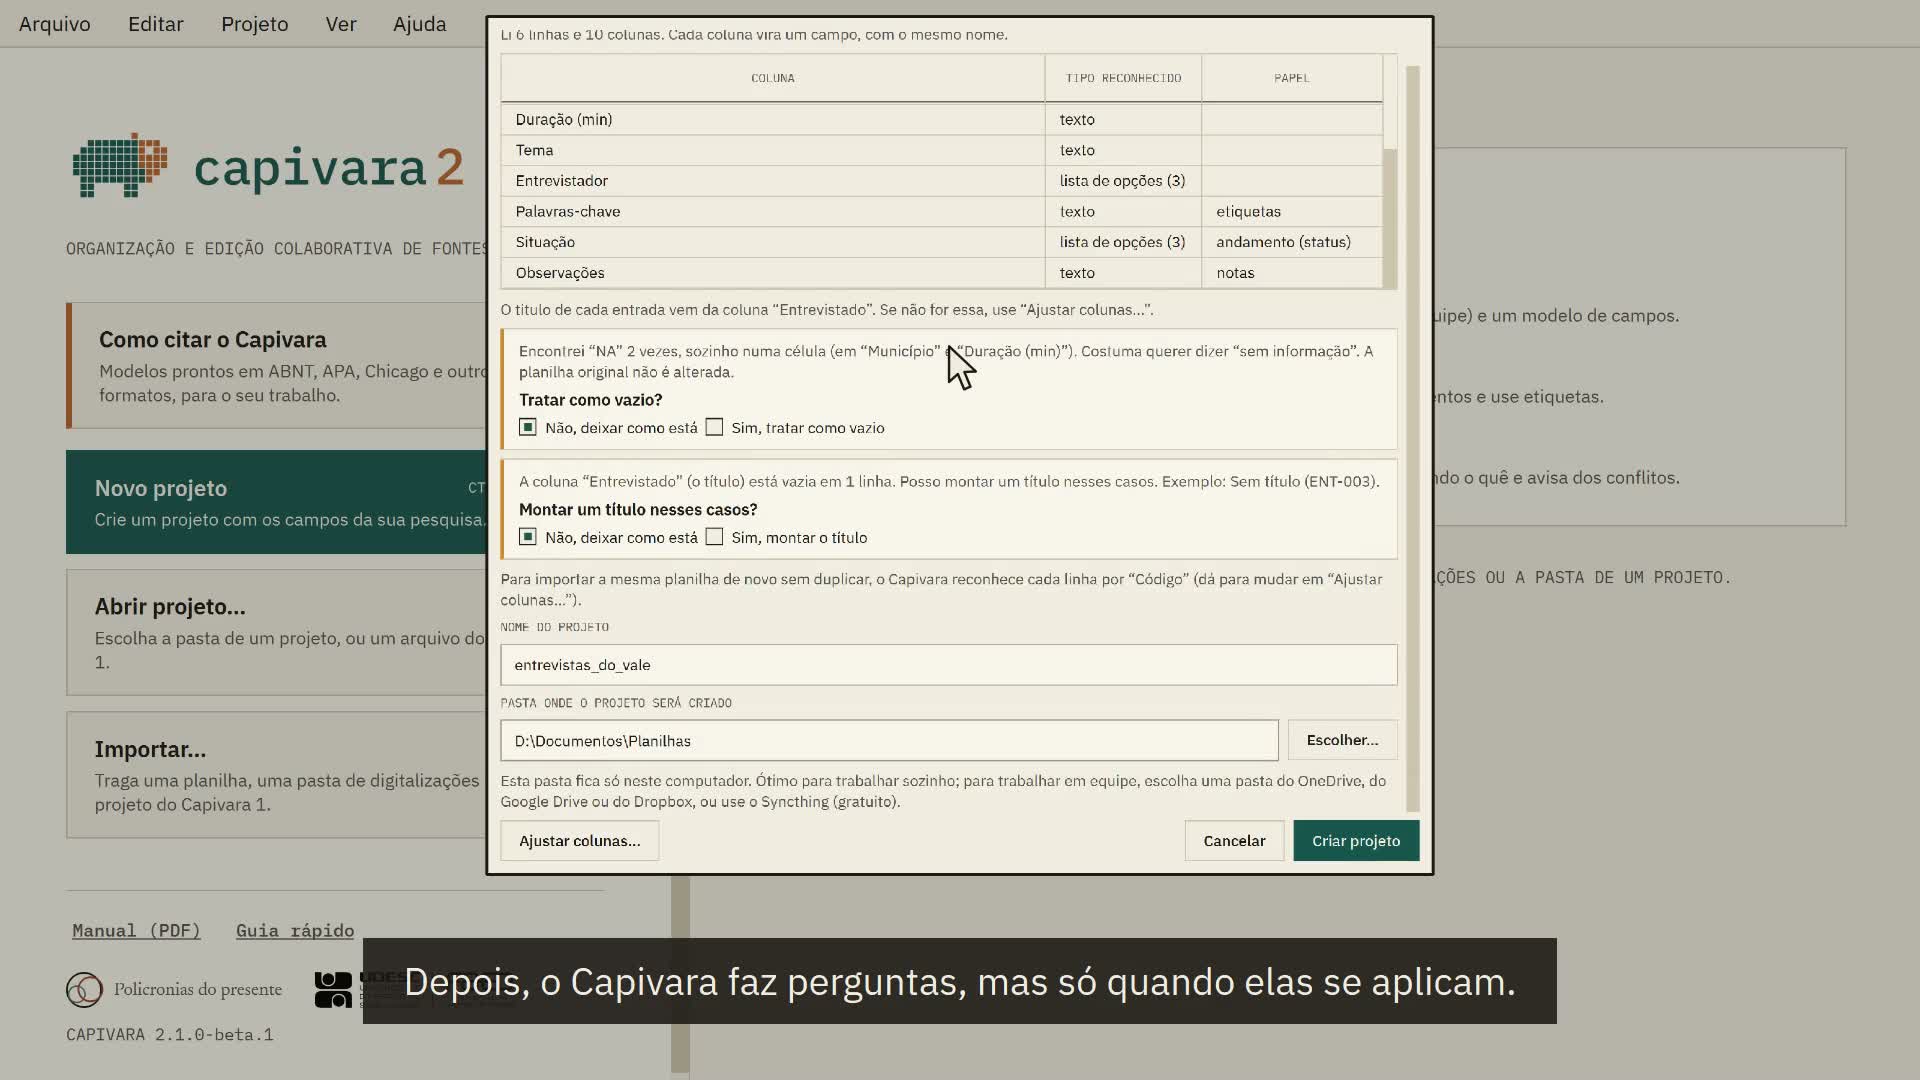 Arquivo Editar Projeto Ver Ajuda
capivara 2
ORGANIZAÇÃO E EDIÇÃO COLABORATIVA DE FONTES
Como citar o Capivara
Modelos prontos em ABNT, APA, Chicago e outro
formatos, para o seu trabalho.
Novo projeto CT
Crie um projeto com os campos da sua pesquisa.
Abrir projeto...
Escolha a pasta de um projeto, ou um arquivo do
1.
Importar...
Traga uma planilha, uma pasta de digitalizações
projeto do Capivara 1.
Manual (PDF) Guia rápido
Policronias do presente
CAPIVARA 2.1.0-beta.1
Li 6 linhas e 10 colunas. Cada coluna vira um campo, com o mesmo nome.
COLUNA TIPO RECONHECIDO PAPEL
Duração (min) texto
Tema texto
Entrevistador lista de opções (3)
Palavras-chave texto etiquetas
Situação lista de opções (3) andamento (status)
Observações texto notas
O título de cada entrada vem da coluna “Entrevistado”. Se não for essa, use “Ajustar colunas...”.
Encontrei “NA” 2 vezes, sozinho numa célula (em “Município” e “Duração (min)”). Costuma querer dizer “sem informação”. A
planilha original não é alterada.
Tratar como vazio?
Não, deixar como está Sim, tratar como vazio
A coluna “Entrevistado” (o título) está vazia em 1 linha. Posso montar um título nesses casos. Exemplo: Sem título (ENT-003).
Montar um título nesses casos?
Não, deixar como está Sim, montar o título
Para importar a mesma planilha de novo sem duplicar, o Capivara reconhece cada linha por “Código” (dá para mudar em “Ajustar
colunas...”).
NOME DO PROJETO
entrevistas_do_vale
PASTA ONDE O PROJETO SERÁ CRIADO
D:\Documentos\Planilhas
Escolher...
Esta pasta fica só neste computador. Ótimo para trabalhar sozinho; para trabalhar em equipe, escolha uma pasta do OneDrive, do
Google Drive ou do Dropbox, ou use o Syncthing (gratuito).
Ajustar colunas... Cancelar Criar projeto
uipe) e um modelo de campos.
entos e use etiquetas.
ndo o quê e avisa dos conflitos.
ÇÕES OU A PASTA DE UM PROJETO.
Depois, o Capivara faz perguntas, mas só quando elas se aplicam.